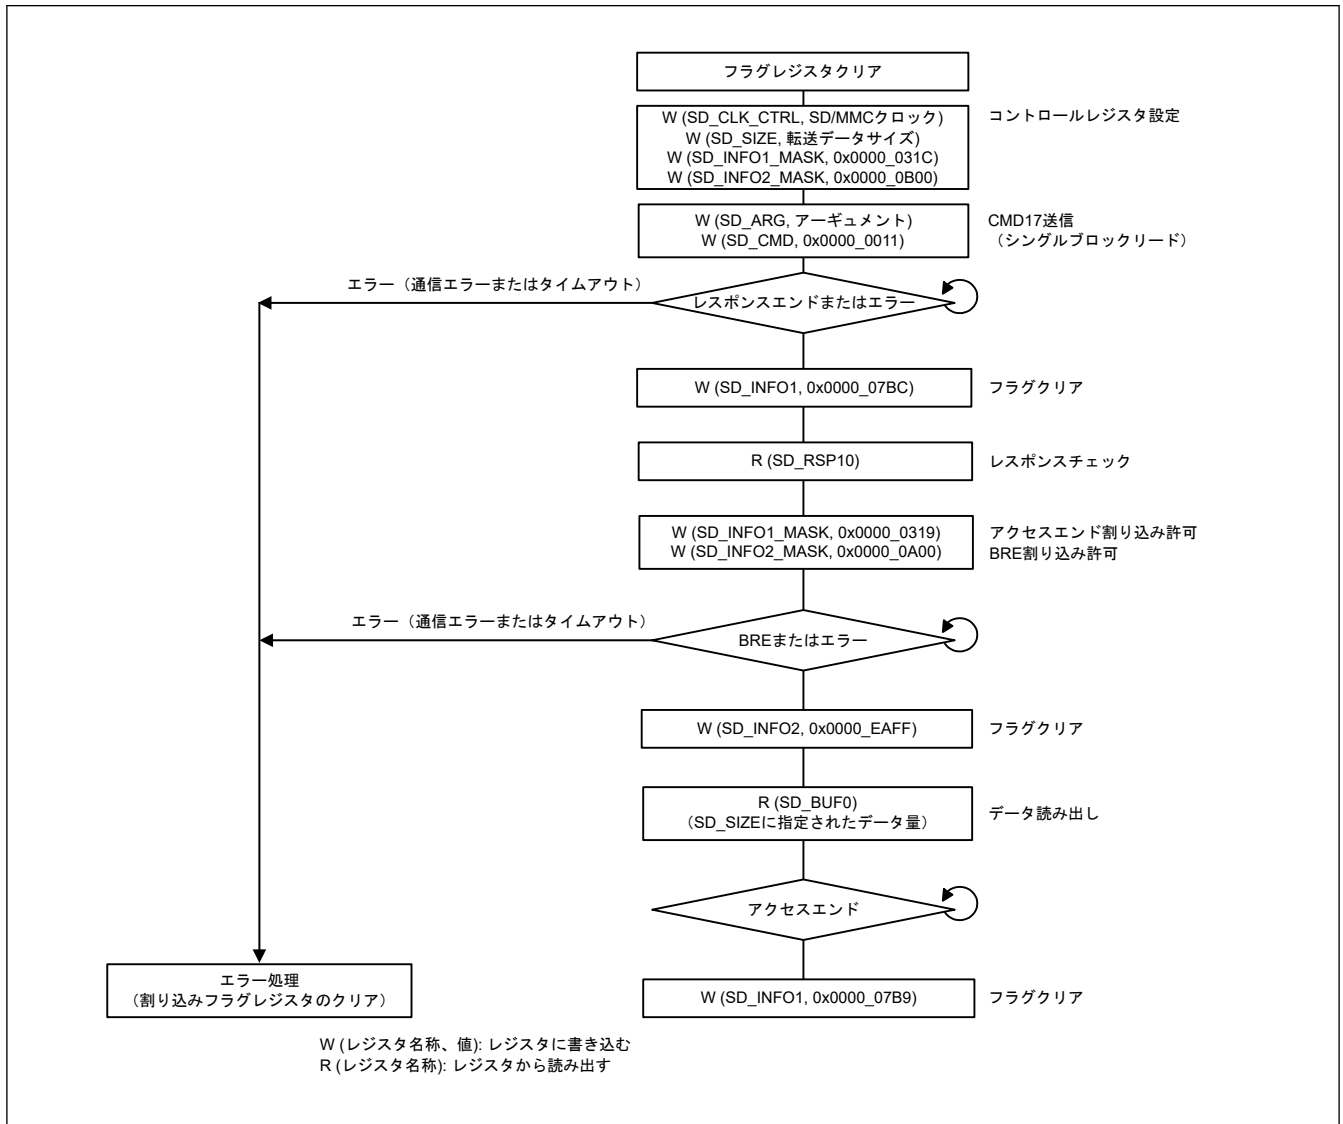 フラグレジスタクリア
W (SD_CLK_CTRL, SD/MMCクロック)
W (SD_SIZE, 転送データサイズ)
W (SD_INFO1_MASK, 0x0000_031C)
W (SD_INFO2_MASK, 0x0000_0B00)
コントロールレジスタ設定
W (SD_ARG, アーギュメント)
W (SD_CMD, 0x0000_0011)
CMD17送信
（シングルブロックリード）
エラー（通信エラーまたはタイムアウト）
レスポンスエンドまたはエラー
W (SD_INFO1, 0x0000_07BC)
フラグクリア
R (SD_RSP10)
レスポンスチェック
W (SD_INFO1_MASK, 0x0000_0319)
W (SD_INFO2_MASK, 0x0000_0A00)
アクセスエンド割り込み許可
BRE割り込み許可
エラー（通信エラーまたはタイムアウト）
BREまたはエラー
W (SD_INFO2, 0x0000_EAFF)
フラグクリア
R (SD_BUF0)
（SD_SIZEに指定されたデータ量）
データ読み出し
アクセスエンド
エラー処理
（割り込みフラグレジスタのクリア）
W (SD_INFO1, 0x0000_07B9)
フラグクリア
W (レジスタ名称、値): レジスタに書き込む
R (レジスタ名称): レジスタから読み出す